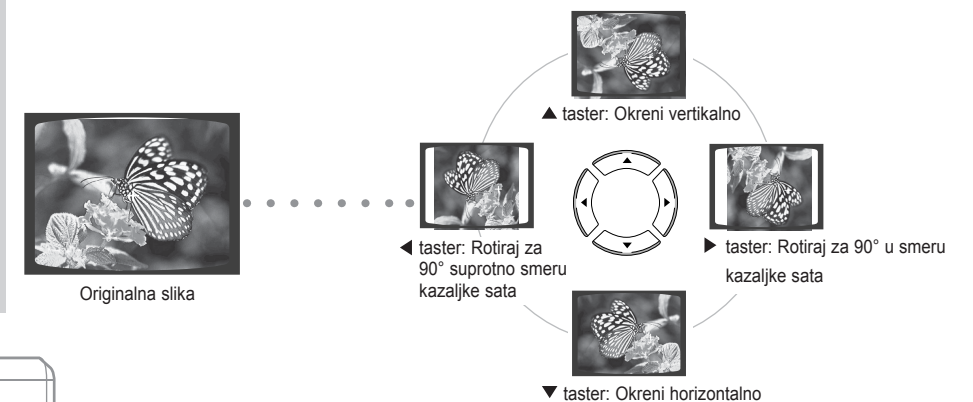 ▲ taster: Okreni vertikalno
◀ taster: Rotiraj za
90° suprotno smeru
kazaljke sata
▶ taster: Rotiraj za 90° u smeru
kazaljke sata
Originalna slika
▼ taster: Okreni horizontalno